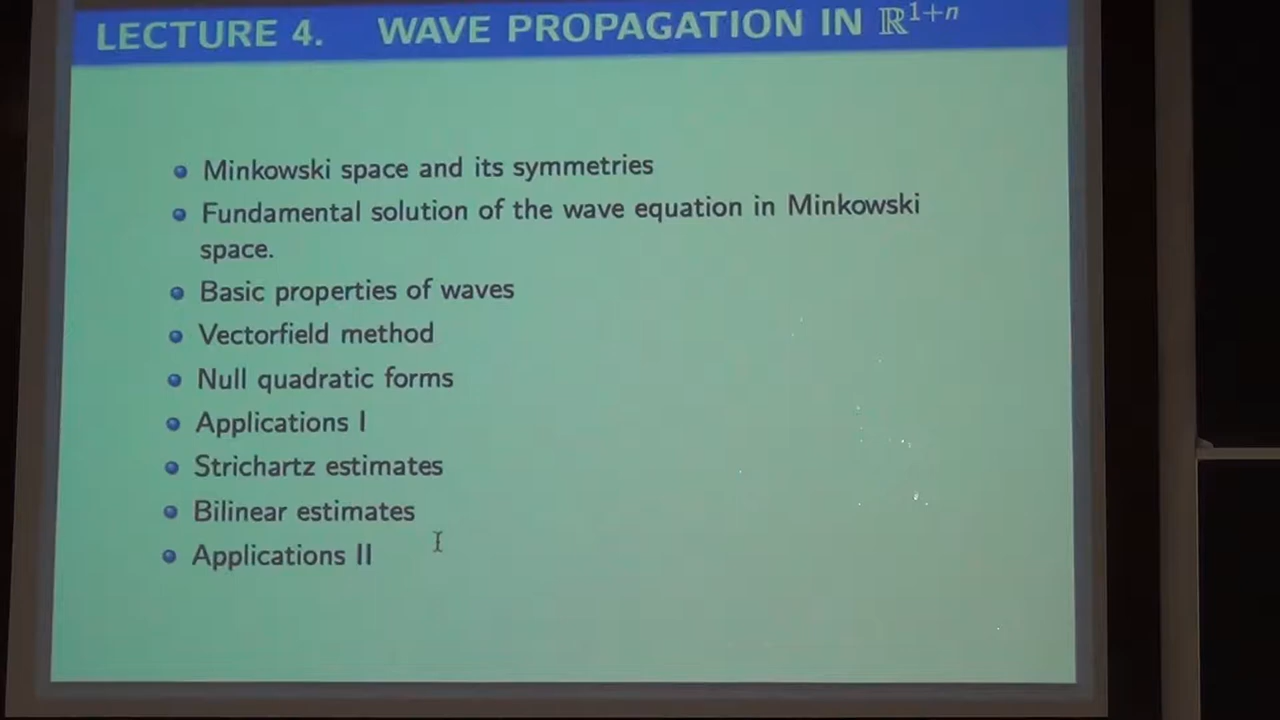 LECTURE 4. WAVE PROPAGATION IN ℝ¹⁺ⁿ
Minkowski space and its symmetries
Fundamental solution of the wave equation in Minkowski
space.
Basic properties of waves
Vectorfield method
Null quadratic forms
Applications I
Strichartz estimates
Bilinear estimates
Applications II